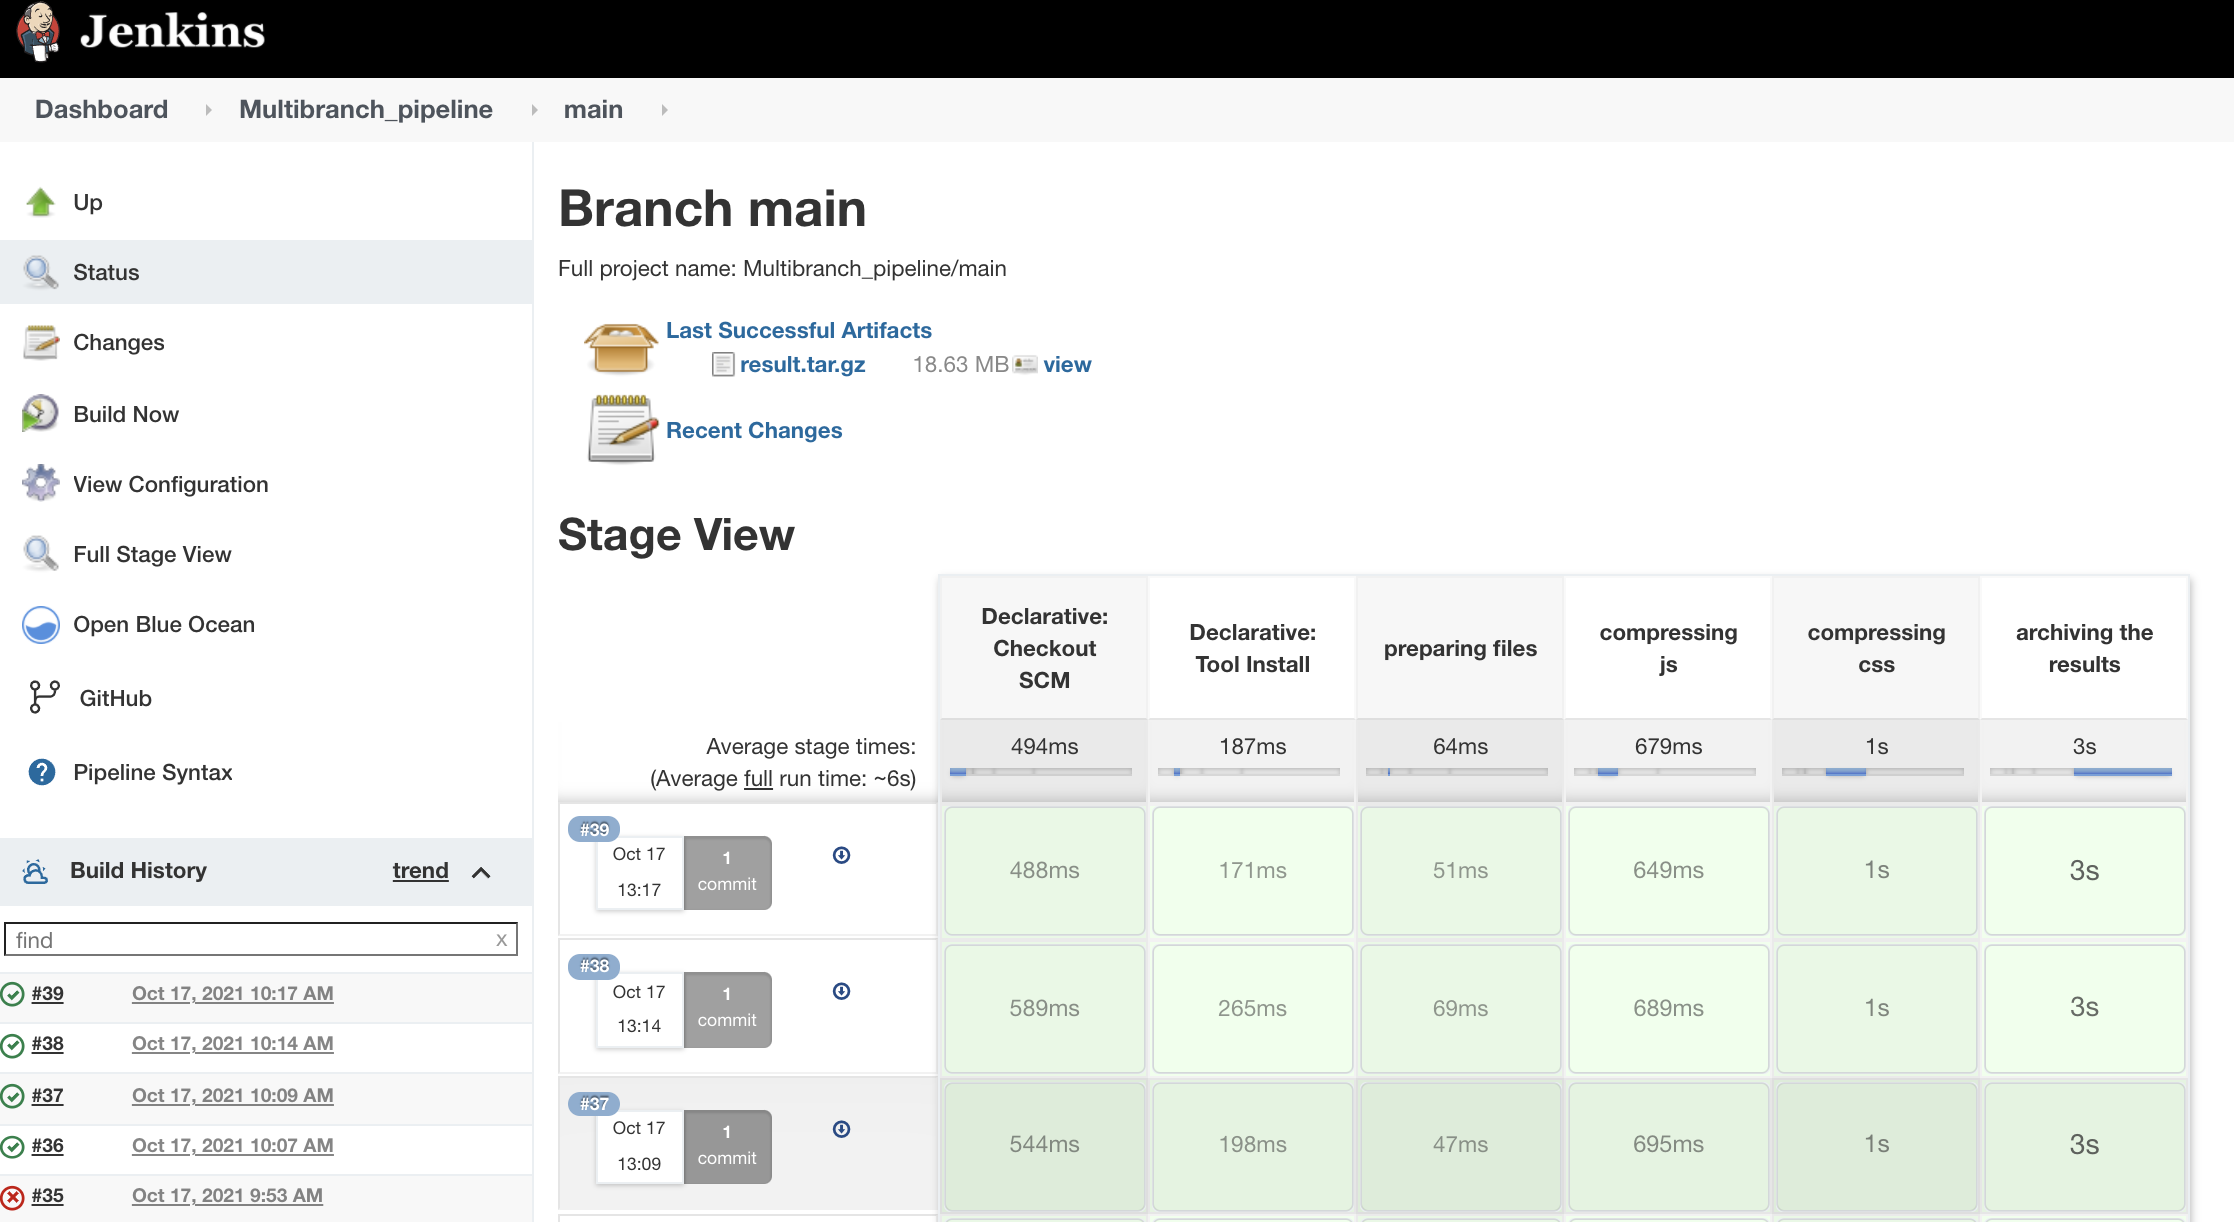 Jenkins
Dashboard
Multibranch_pipeline
main
Up
Status
Changes
Build Now
View Configuration
Full Stage View
Open Blue Ocean
GitHub
Pipeline Syntax
Build History
trend
find
x
#39
Oct 17, 2021 10:17 AM
#38
Oct 17, 2021 10:14 AM
#37
Oct 17, 2021 10:09 AM
#36
Oct 17, 2021 10:07 AM
#35
Oct 17, 2021 9:53 AM
Branch main
Full project name: Multibranch_pipeline/main
Last Successful Artifacts
result.tar.gz 18.63 MB view
Recent Changes
Stage View
Declarative:
Checkout
SCM
Declarative:
Tool Install
preparing files
compressing
js
compressing
css
archiving the
results
Average stage times:
(Average full run time: ~6s)
494ms
187ms
64ms
679ms
1s
3s
#39
Oct 17
13:17
1
commit
488ms
171ms
51ms
649ms
1s
3s
#38
Oct 17
13:14
1
commit
589ms
265ms
69ms
689ms
1s
3s
#37
Oct 17
13:09
1
commit
544ms
198ms
47ms
695ms
1s
3s